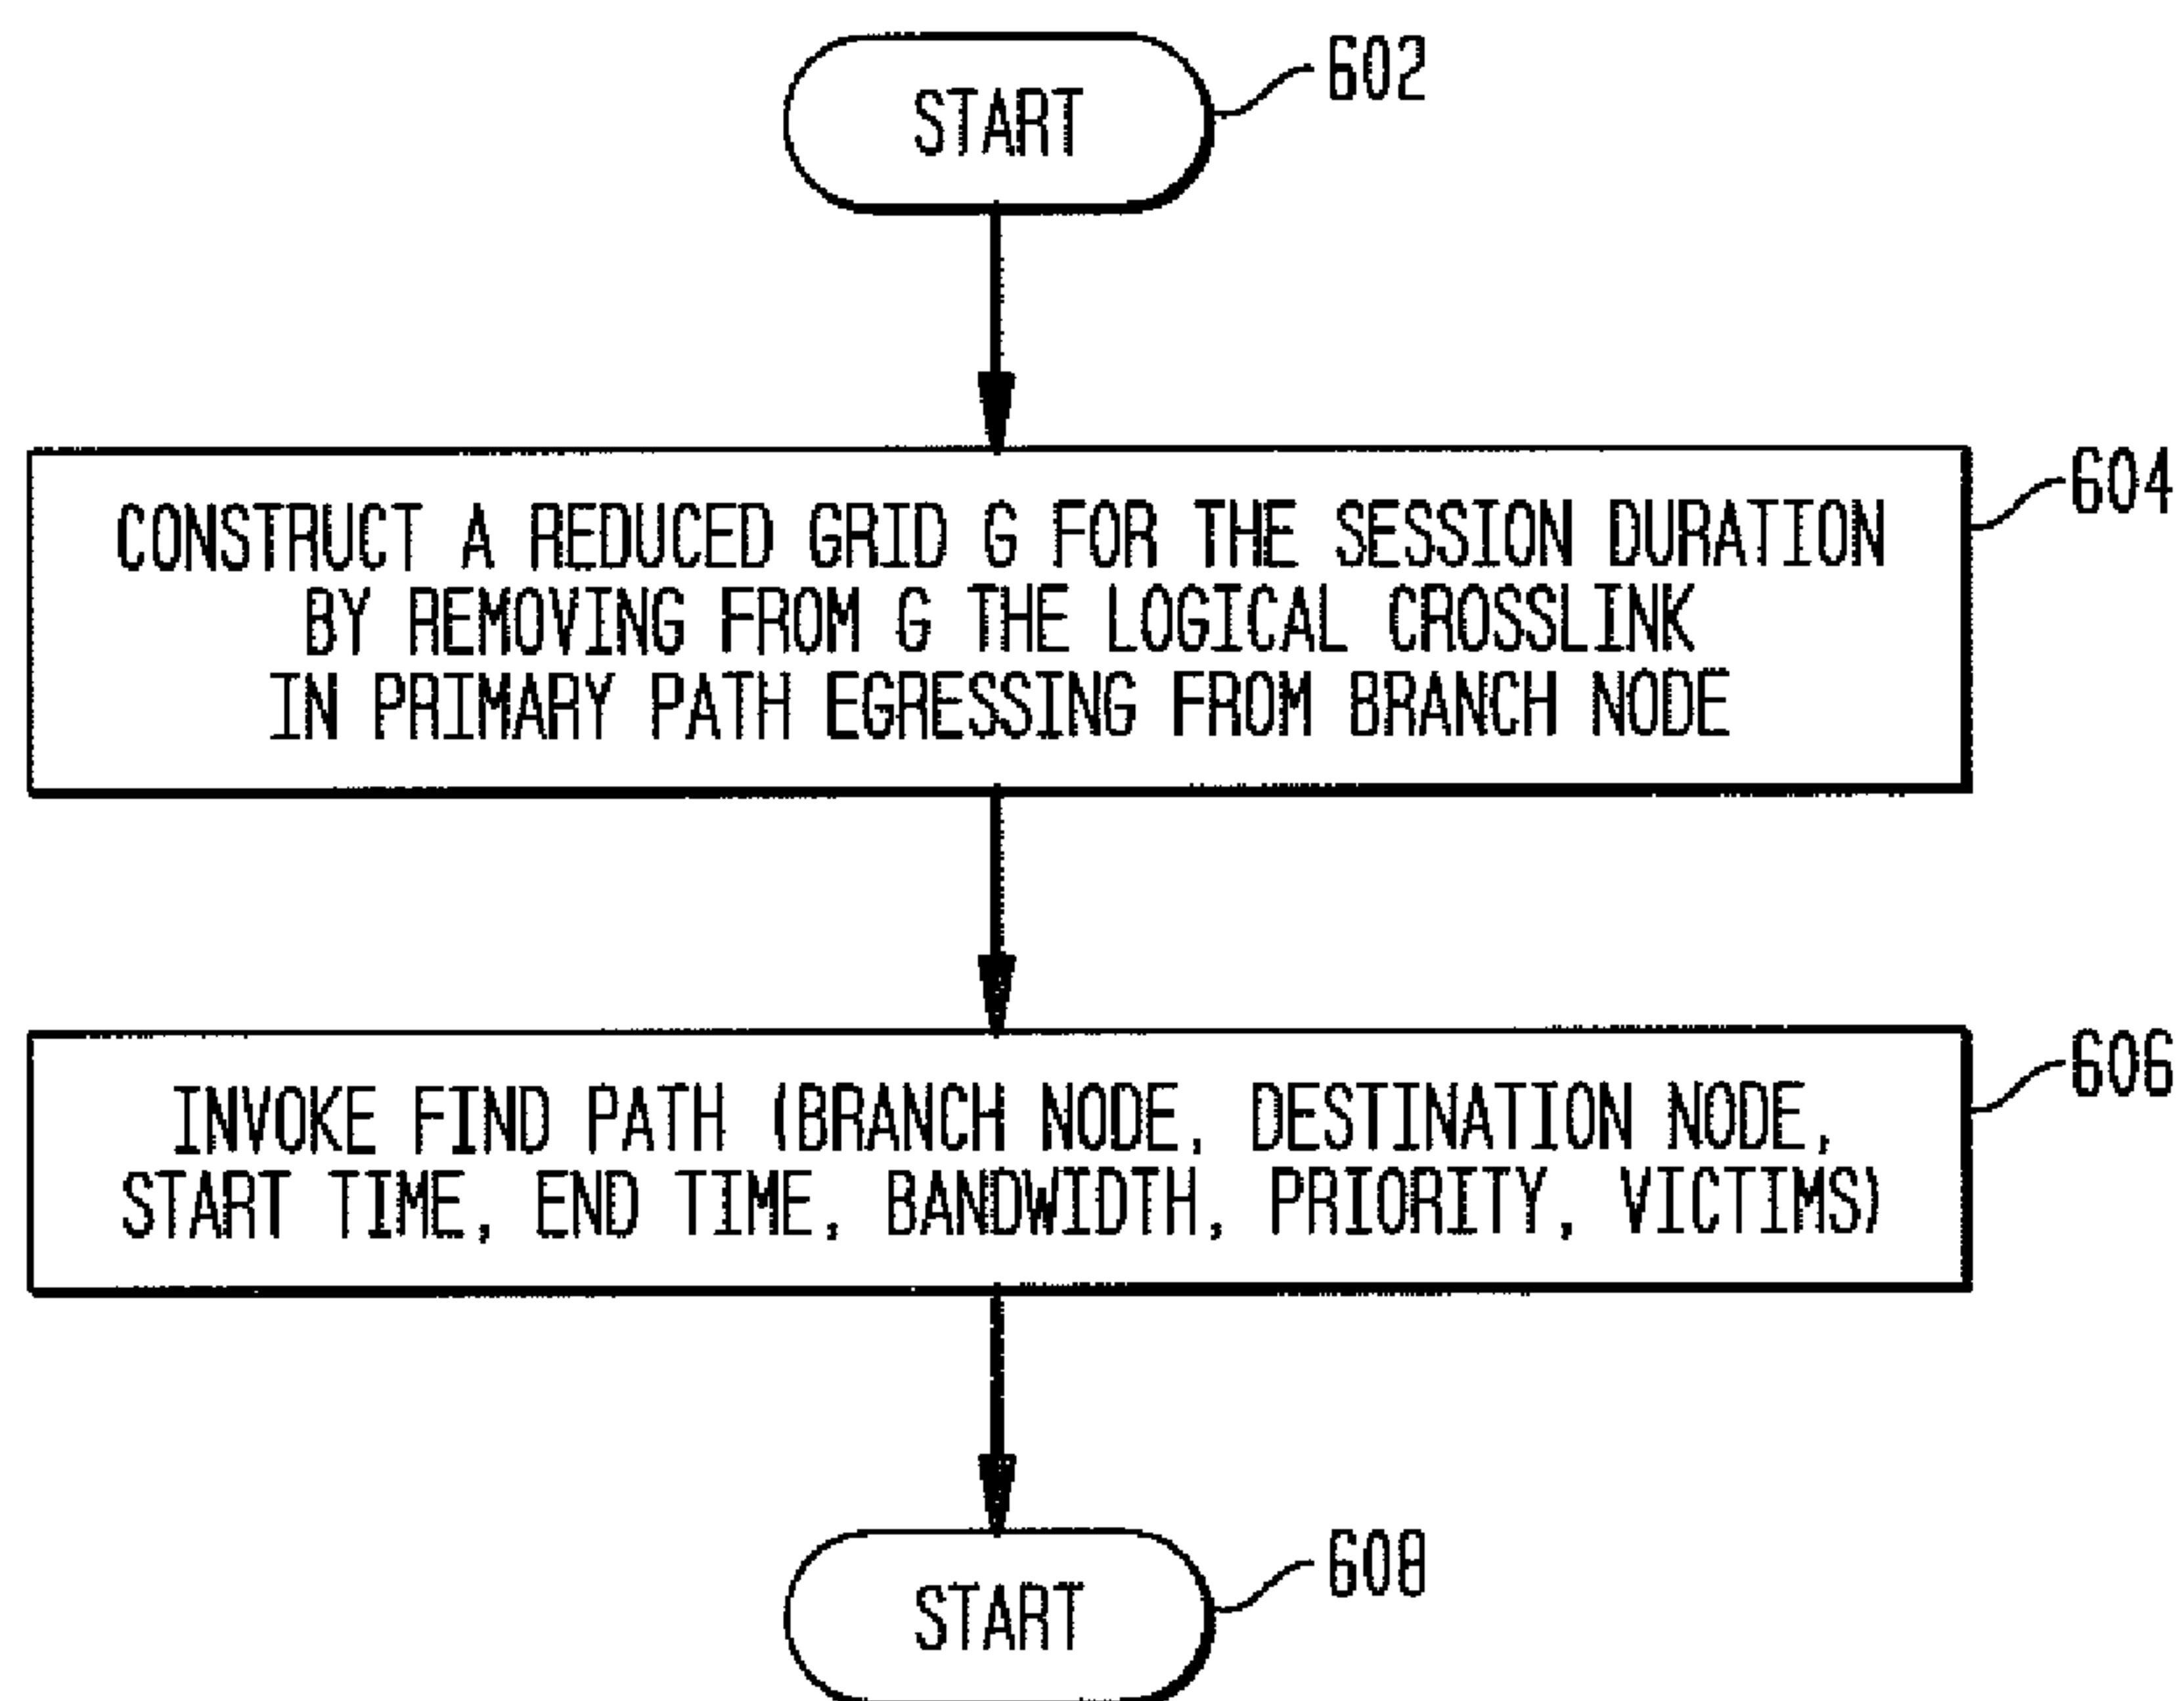 START
602
CONSTRUCT A REDUCED GRID G FOR THE SESSION DURATION
BY REMOVING FROM G THE LOGICAL CROSSLINK
IN PRIMARY PATH EGRESSING FROM BRANCH NODE
604
INVOKE FIND PATH (BRANCH NODE, DESTINATION NODE,
START TIME, END TIME, BANDWIDTH, PRIORITY, VICTIMS)
606
START
608